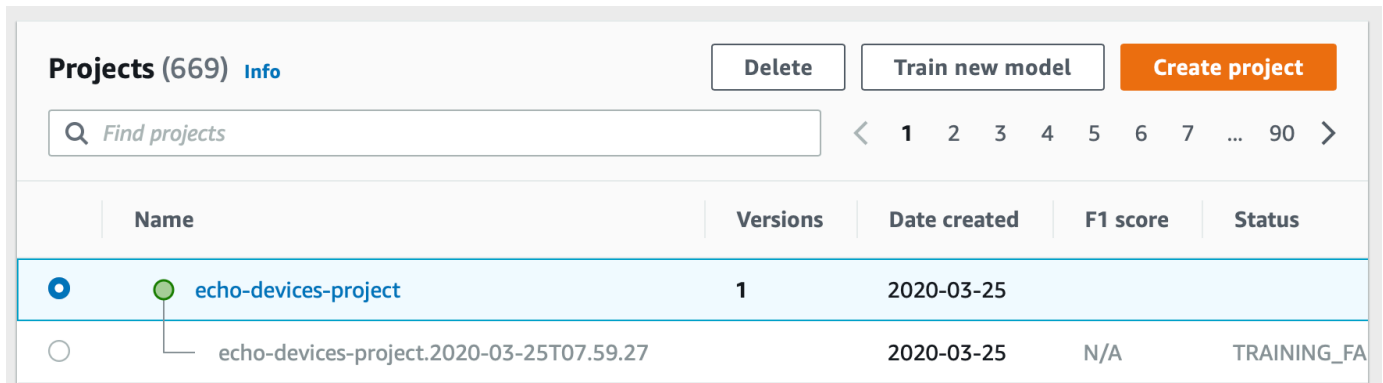 Projects (669) Info Delete Train new model Create project
Find projects 1 2 3 4 5 6 7 ... 90
Name Versions Date created F1 score Status
echo-devices-project 1 2020-03-25
echo-devices-project.2020-03-25T07.59.27 2020-03-25 N/A TRAINING_FA